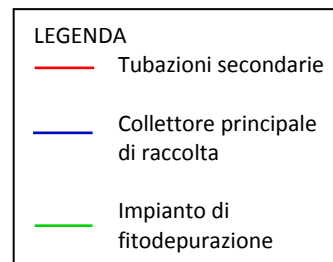 LEGENDA
Tubazioni secondarie
Collettore principale
di raccolta
Impianto di
fitodepurazione